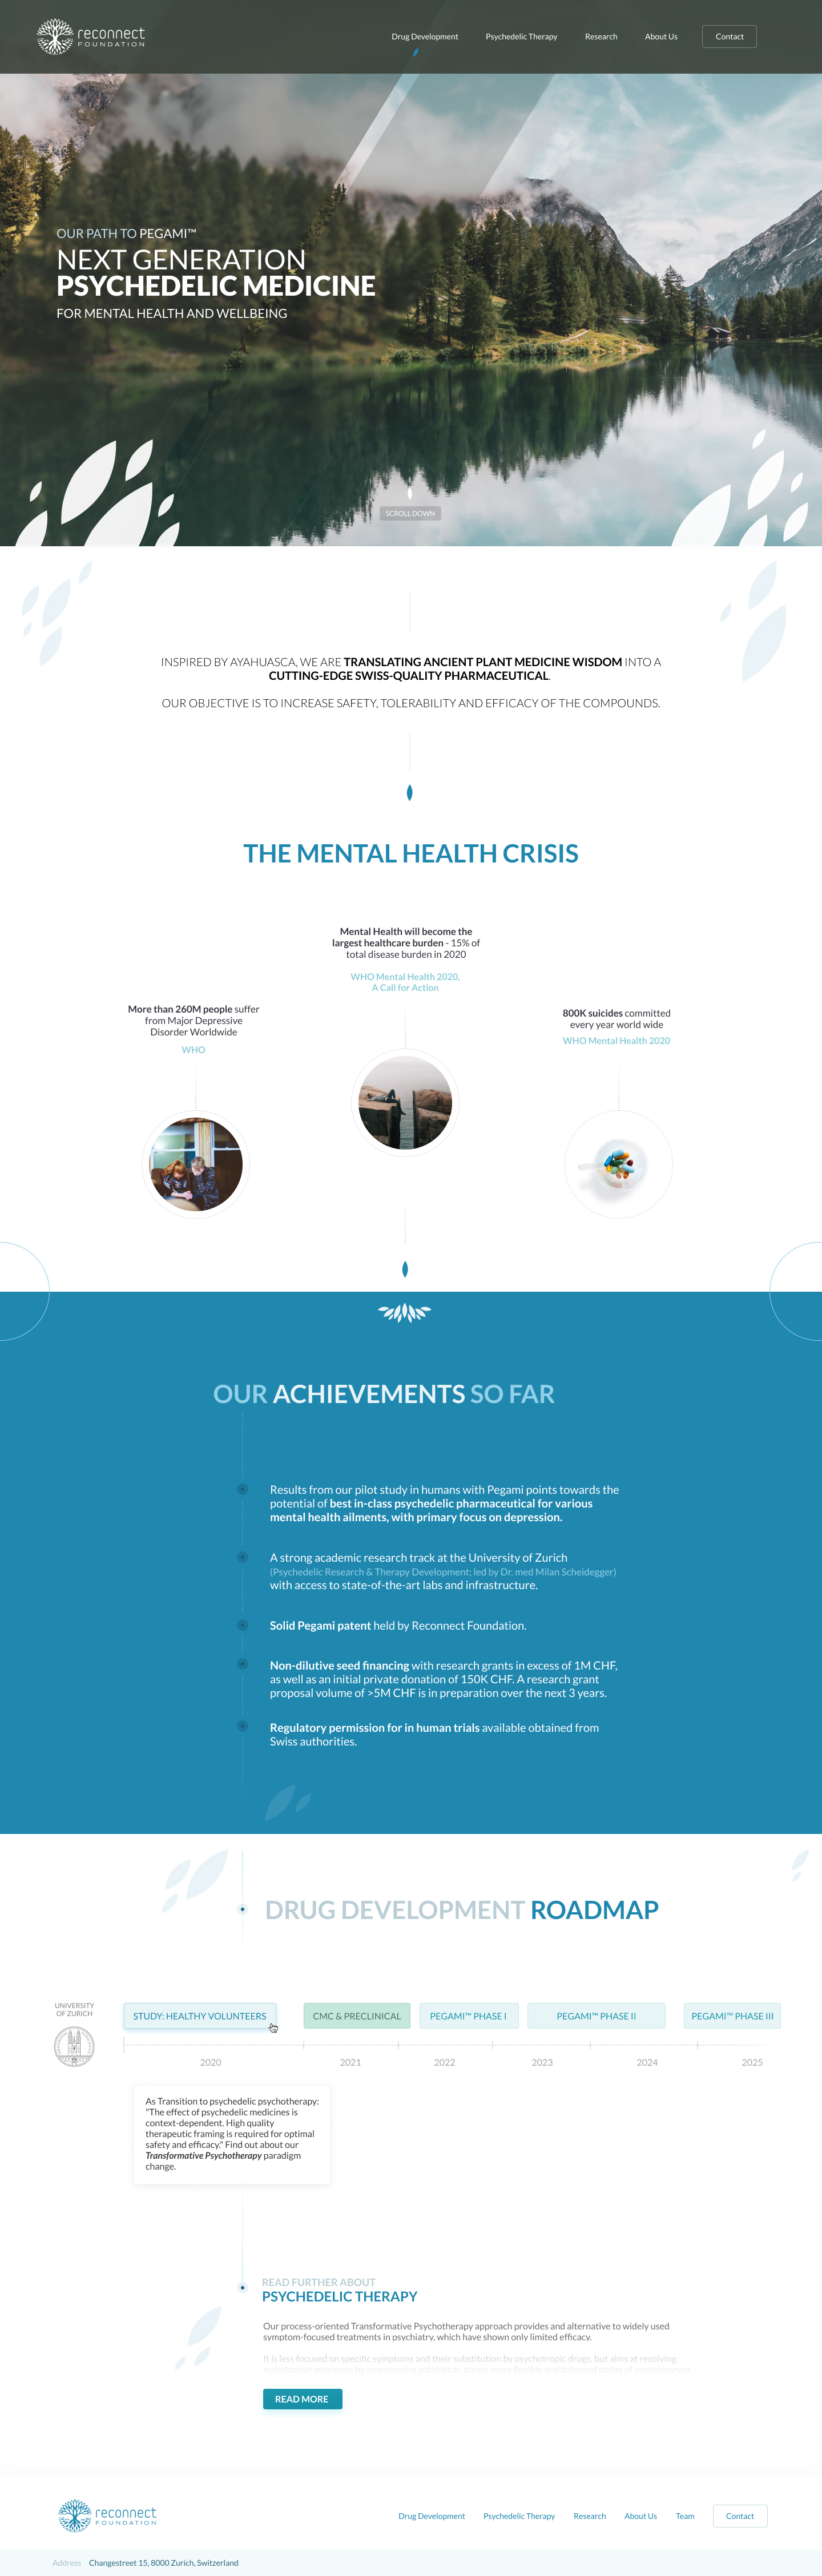 reconnect
FOUNDATION
Drug Development
Psychedelic Therapy
Research
About Us
Contact
OUR PATH TO PEGAMI™
NEXT GENERATION
PSYCHEDELIC MEDICINE
FOR MENTAL HEALTH AND WELLBEING
SCROLL DOWN
INSPIRED BY AYAHUASCA, WE ARE TRANSLATING ANCIENT PLANT MEDICINE WISDOM INTO A
CUTTING-EDGE SWISS-QUALITY PHARMACEUTICAL.
OUR OBJECTIVE IS TO INCREASE SAFETY, TOLERABILITY AND EFFICACY OF THE COMPOUNDS.
THE MENTAL HEALTH CRISIS
Mental Health will become the
largest healthcare burden - 15% of
total disease burden in 2020
WHO Mental Health 2020,
A Call for Action
More than 260M people suffer
from Major Depressive
Disorder Worldwide
WHO
800K suicides committed
every year world wide
WHO Mental Health 2020
OUR ACHIEVEMENTS SO FAR
Results from our pilot study in humans with Pegami points towards the
potential of best in-class psychedelic pharmaceutical for various
mental health ailments, with primary focus on depression.
A strong academic research track at the University of Zurich
(Psychedelic Research & Therapy Development; led by Dr. med Milan Scheidegger)
with access to state-of-the-art labs and infrastructure.
Solid Pegami patent held by Reconnect Foundation.
Non-dilutive seed financing with research grants in excess of 1M CHF,
as well as an initial private donation of 150K CHF. A research grant
proposal volume of >5M CHF is in preparation over the next 3 years.
Regulatory permission for in human trials available obtained from
Swiss authorities.
DRUG DEVELOPMENT ROADMAP
UNIVERSITY
OF ZURICH
STUDY: HEALTHY VOLUNTEERS
CMC & PRECLINICAL
PEGAMI™ PHASE I
PEGAMI™ PHASE II
PEGAMI™ PHASE III
2020
2021
2022
2023
2024
2025
As Transition to psychedelic psychotherapy:
"The effect of psychedelic medicines is
context-dependent. High quality
therapeutic framing is required for optimal
safety and efficacy." Find out about our
Transformative Psychotherapy paradigm
change.
READ FURTHER ABOUT
PSYCHEDELIC THERAPY
Our process-oriented Transformative Psychotherapy approach provides and alternative to widely used
symptom-focused treatments in psychiatry, which have shown only limited efficacy.
It is less focused on specific symptoms and their substitution by psychotropic drugs, but aims at resolving
maladaptive processes by empowering patients to access more flexible and balanced states of consciousness.
READ MORE
reconnect
FOUNDATION
Drug Development
Psychedelic Therapy
Research
About Us
Team
Contact
Address Changestreet 15, 8000 Zurich, Switzerland